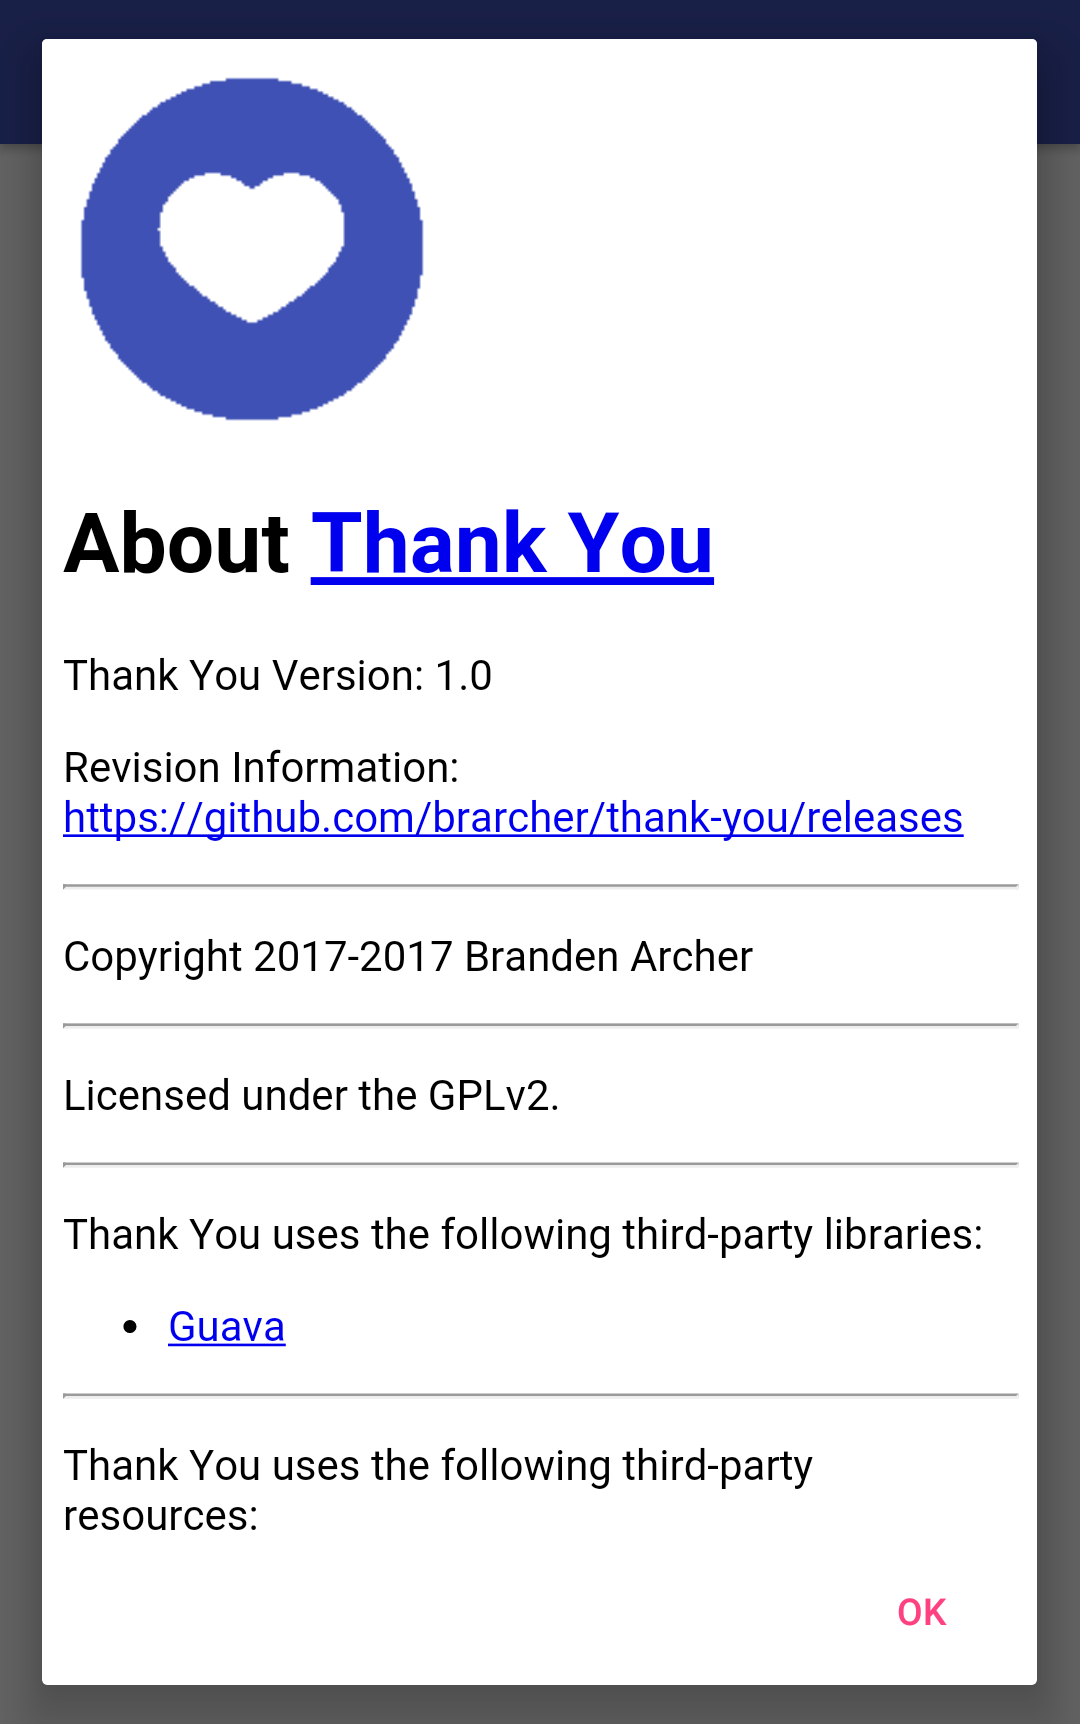 About Thank You
Thank You Version: 1.0
Revision Information:
https://github.com/brarcher/thank-you/releases
Copyright 2017-2017 Branden Archer
Licensed under the GPLv2.
Thank You uses the following third-party libraries:
• Guava
Thank You uses the following third-party
resources:
OK